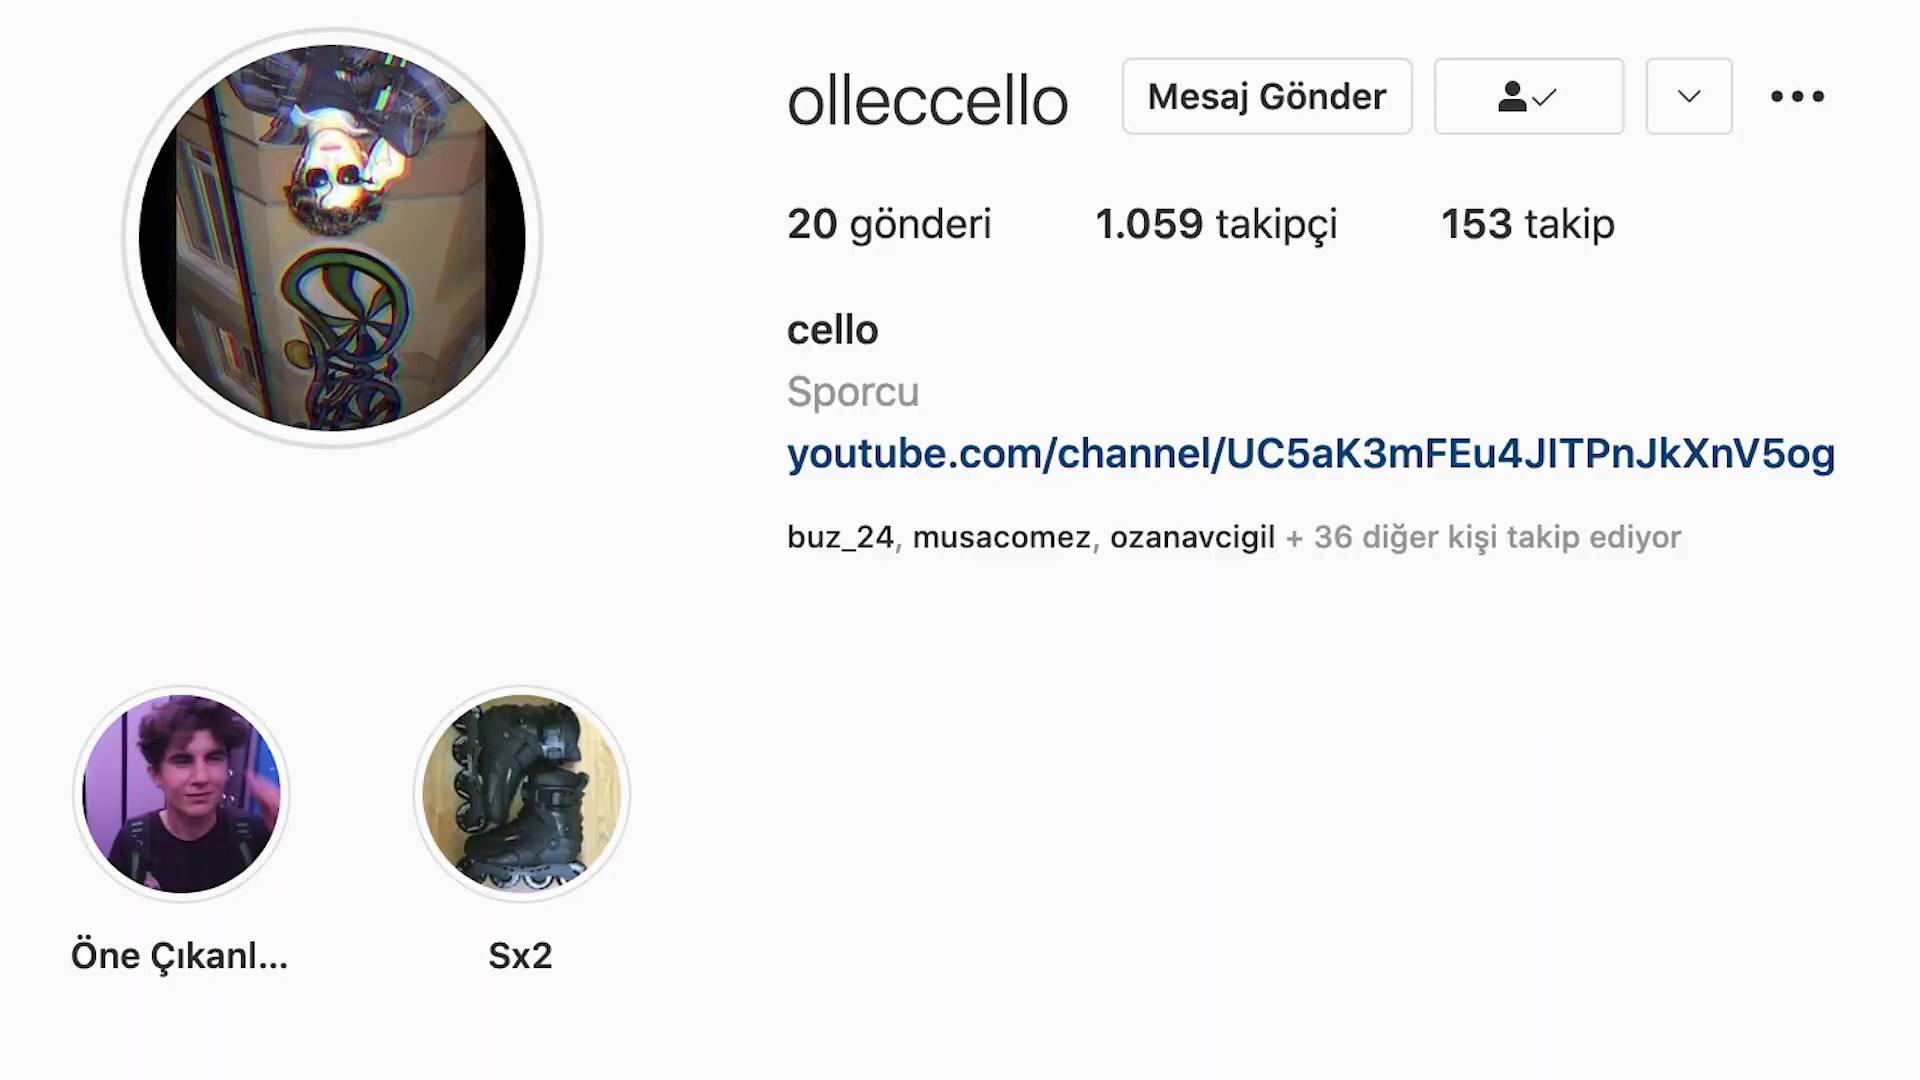 olleccello
Mesaj Gönder
20 gönderi
1.059 takipçi
153 takip
cello
Sporcu
youtube.com/channel/UC5aK3mFEu4JITPnJkXnV5og
buz_24, musacomez, ozanavcigil + 36 diğer kişi takip ediyor
Öne Çıkanl...
Sx2